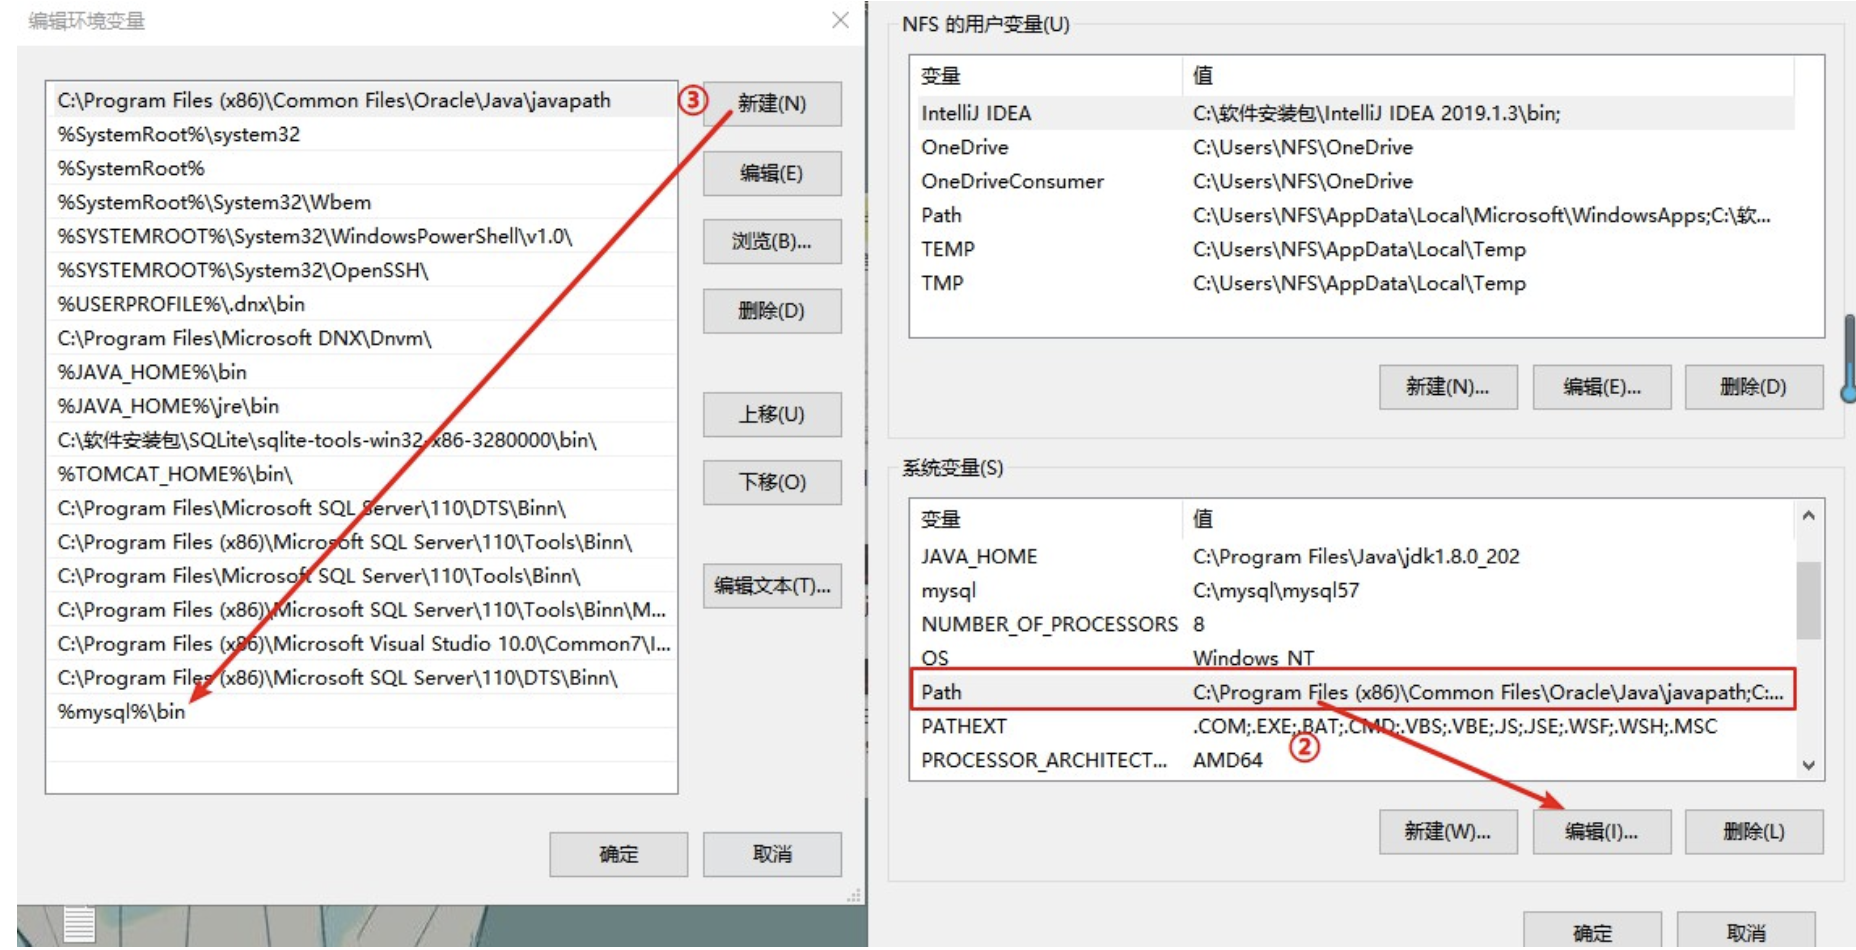 编辑环境变量
C:\Program Files (x86)\Common Files\Oracle\Java\javapath
%SystemRoot%\system32
%SystemRoot%
%SystemRoot%\System32\Wbem
%SYSTEMROOT%\System32\WindowsPowerShell\v1.0\
%SYSTEMROOT%\System32\OpenSSH\
%USERPROFILE%\.dnx\bin
C:\Program Files\Microsoft DNX\Dnvm\
%JAVA_HOME%\bin
%JAVA_HOME%\jre\bin
C:\软件安装包\SQLite\sqlite-tools-win32-x86-3280000\bin\
%TOMCAT_HOME%\bin\
C:\Program Files\Microsoft SQL Server\110\DTS\Binn\
C:\Program Files (x86)\Microsoft SQL Server\110\Tools\Binn\
C:\Program Files\Microsoft SQL Server\110\Tools\Binn\
C:\Program Files (x86)\Microsoft SQL Server\110\Tools\Binn\M...
C:\Program Files (x86)\Microsoft Visual Studio 10.0\Common7\I...
C:\Program Files (x86)\Microsoft SQL Server\110\DTS\Binn\
%mysql%\bin
③ 新建(N)
编辑(E)
浏览(B)...
删除(D)
上移(U)
下移(O)
编辑文本(T)...
确定 取消
NFS 的用户变量(U)
变量 值
IntelliJ IDEA C:\软件安装包\IntelliJ IDEA 2019.1.3\bin;
OneDrive C:\Users\NFS\OneDrive
OneDriveConsumer C:\Users\NFS\OneDrive
Path C:\Users\NFS\AppData\Local\Microsoft\WindowsApps;C:\软...
TEMP C:\Users\NFS\AppData\Local\Temp
TMP C:\Users\NFS\AppData\Local\Temp
新建(N)... 编辑(E)... 删除(D)
系统变量(S)
变量 值
JAVA_HOME C:\Program Files\Java\jdk1.8.0_202
mysql C:\mysql\mysql57
NUMBER_OF_PROCESSORS 8
OS Windows_NT
Path C:\Program Files (x86)\Common Files\Oracle\Java\javapath;C:...
PATHEXT .COM;.EXE;.BAT;.CMD;.VBS;.VBE;.JS;.JSE;.WSF;.WSH;.MSC
②
PROCESSOR_ARCHITECT... AMD64
新建(W)... 编辑(I)... 删除(L)
确定 取消